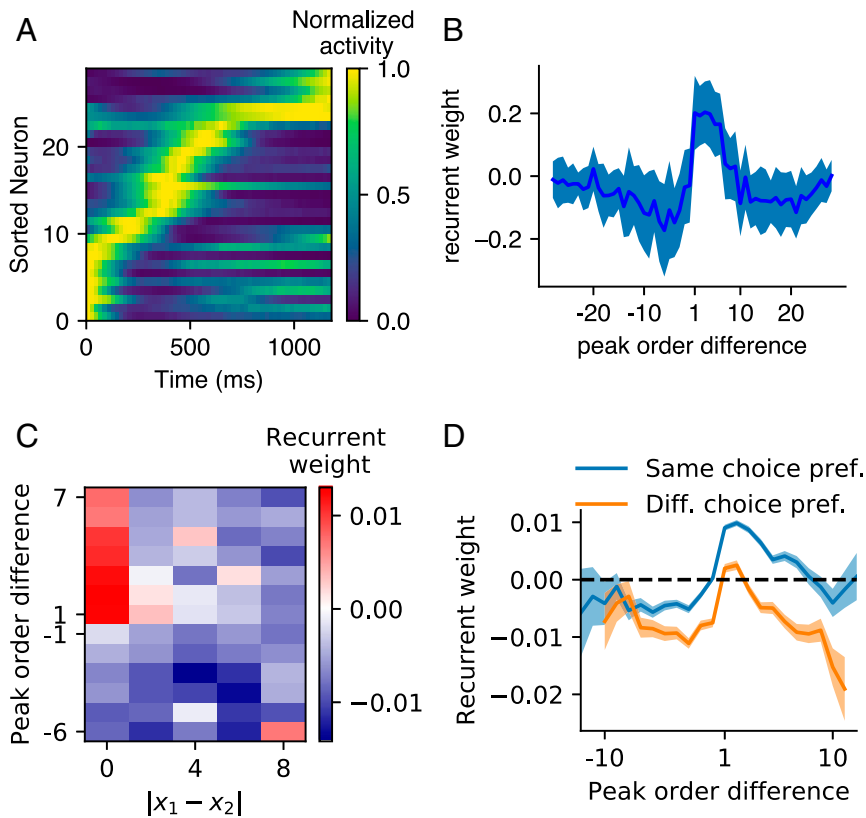 A
Normalized
activity
Sorted Neuron
20
10
0
0
500
1000
Time (ms)
1.0
0.5
0.0
B
recurrent weight
0.2
0.0
−0.2
-20
-10
1
10
20
peak order difference
C
Recurrent
weight
Peak order difference
7
1
-1
-6
0
4
8
|x₁ − x₂|
0.01
0.00
−0.01
D
Same choice pref.
Diff. choice pref.
Recurrent weight
0.01
0.00
−0.01
−0.02
-10
1
10
Peak order difference